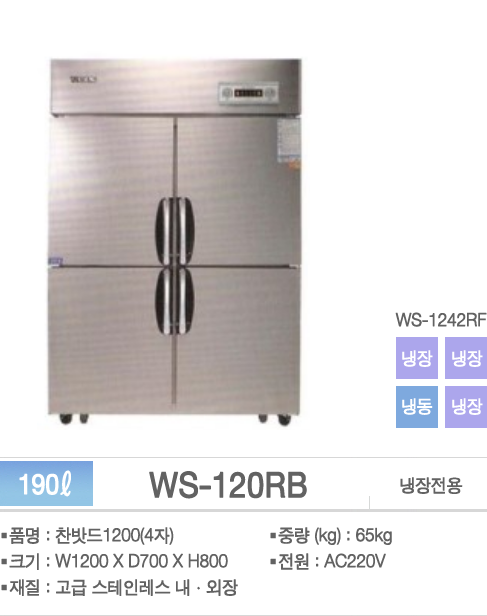 WS-1242RF
냉장 냉장
냉동 냉장
190ℓ WS-120RB 냉장전용
▪품명 : 찬밧드1200(4자) ▪중량 (kg) : 65kg
▪크기 : W1200 X D700 X H800 ▪전원 : AC220V
▪재질 : 고급 스테인레스 내 · 외장